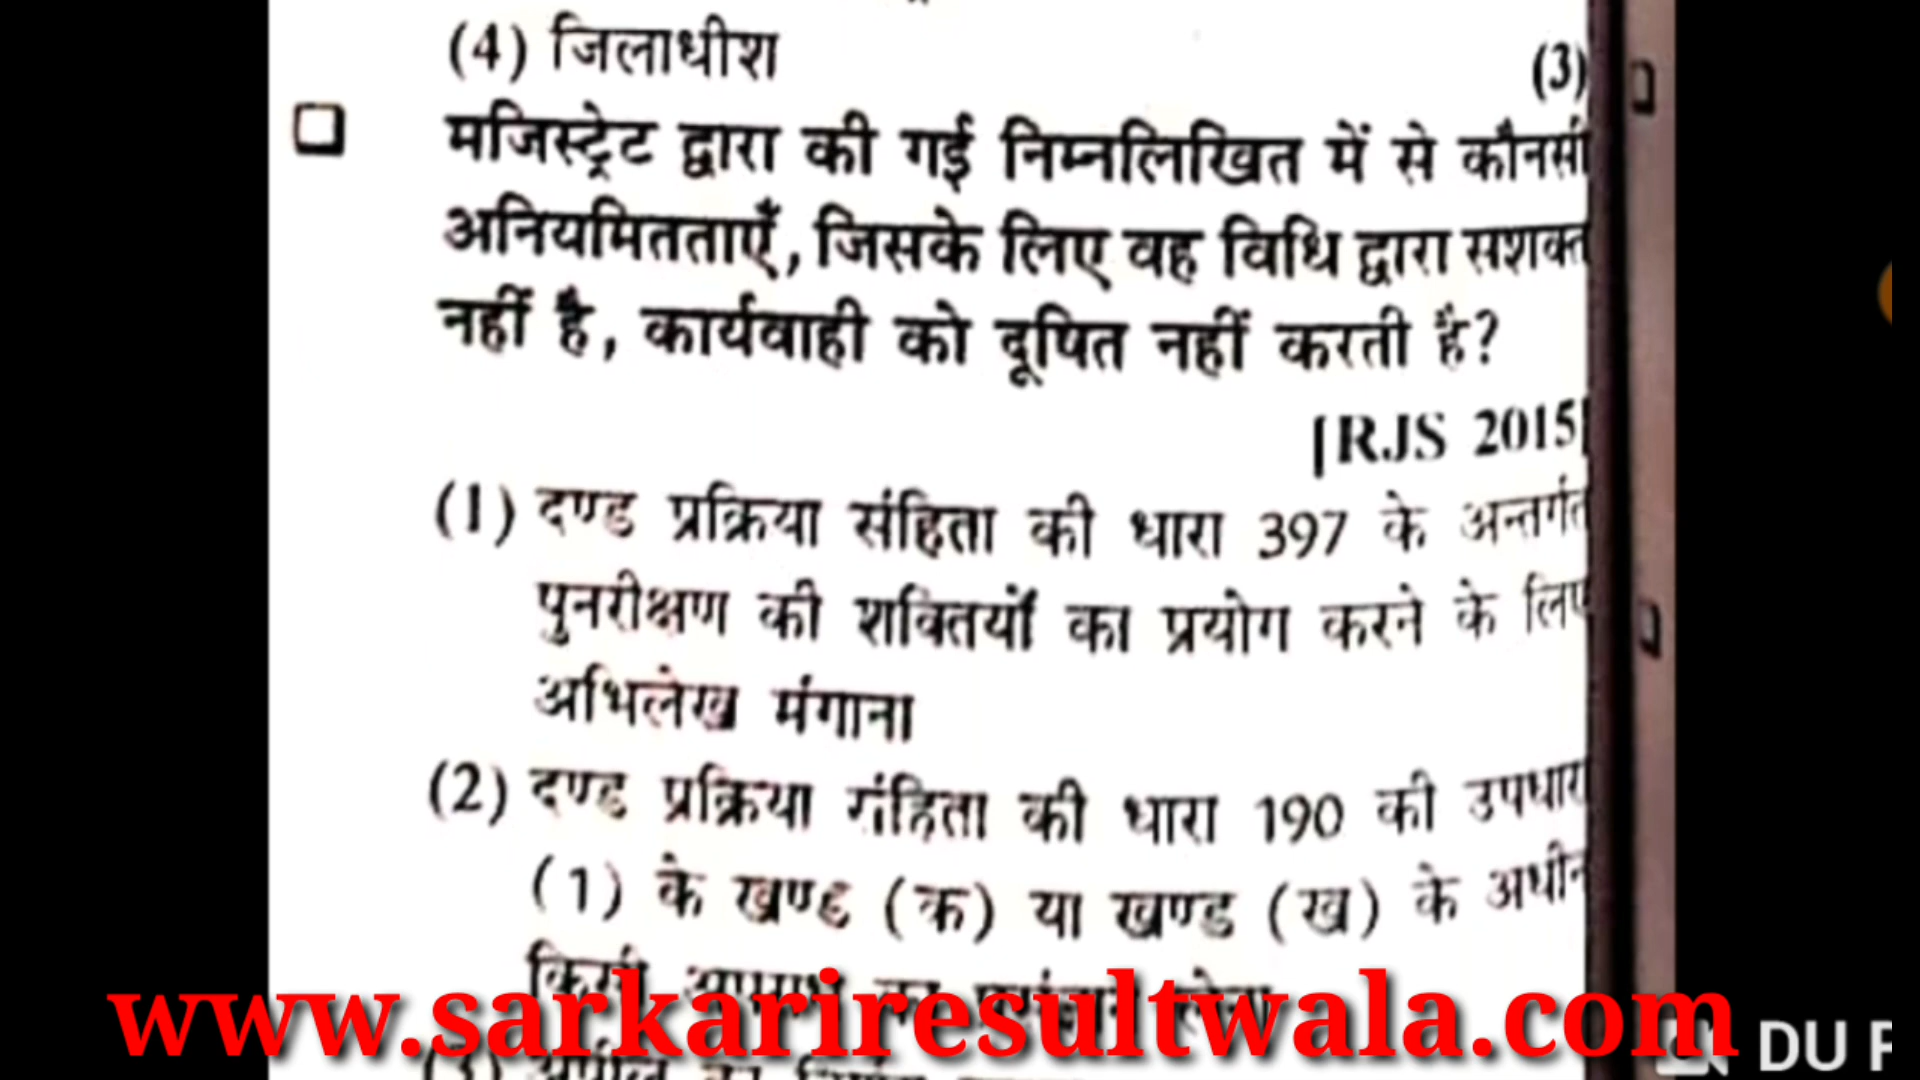 (4) जिलाधीश
(3)
मजिस्ट्रेट द्वारा की गई निम्नलिखित में से कौनसी
अनियमितताएँ, जिसके लिए वह विधि द्वारा सशक्त
नहीं है, कार्यवाही को दूषित नहीं करती है?
[RJS 2015]
(1) दण्ड प्रक्रिया संहिता की धारा 397 के अन्तर्गत
पुनरीक्षण की शक्तियों का प्रयोग करने के लिए
अभिलेख मंगाना
(2) दण्ड प्रक्रिया संहिता की धारा 190 की उपधारा
(1) के खण्ड (क) या खण्ड (ख) के अधीन
किसी
www.sarkariresultwala.com
DU